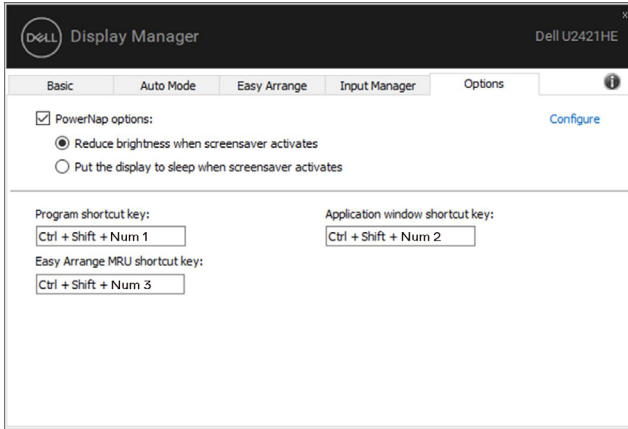 x
DELL Display Manager
Dell U2421HE
Basic Auto Mode Easy Arrange Input Manager Options i
PowerNap options:
Configure
Reduce brightness when screensaver activates
Put the display to sleep when screensaver activates
Program shortcut key:
Application window shortcut key:
Ctrl + Shift + Num 1
Ctrl + Shift + Num 2
Easy Arrange MRU shortcut key:
Ctrl + Shift + Num 3